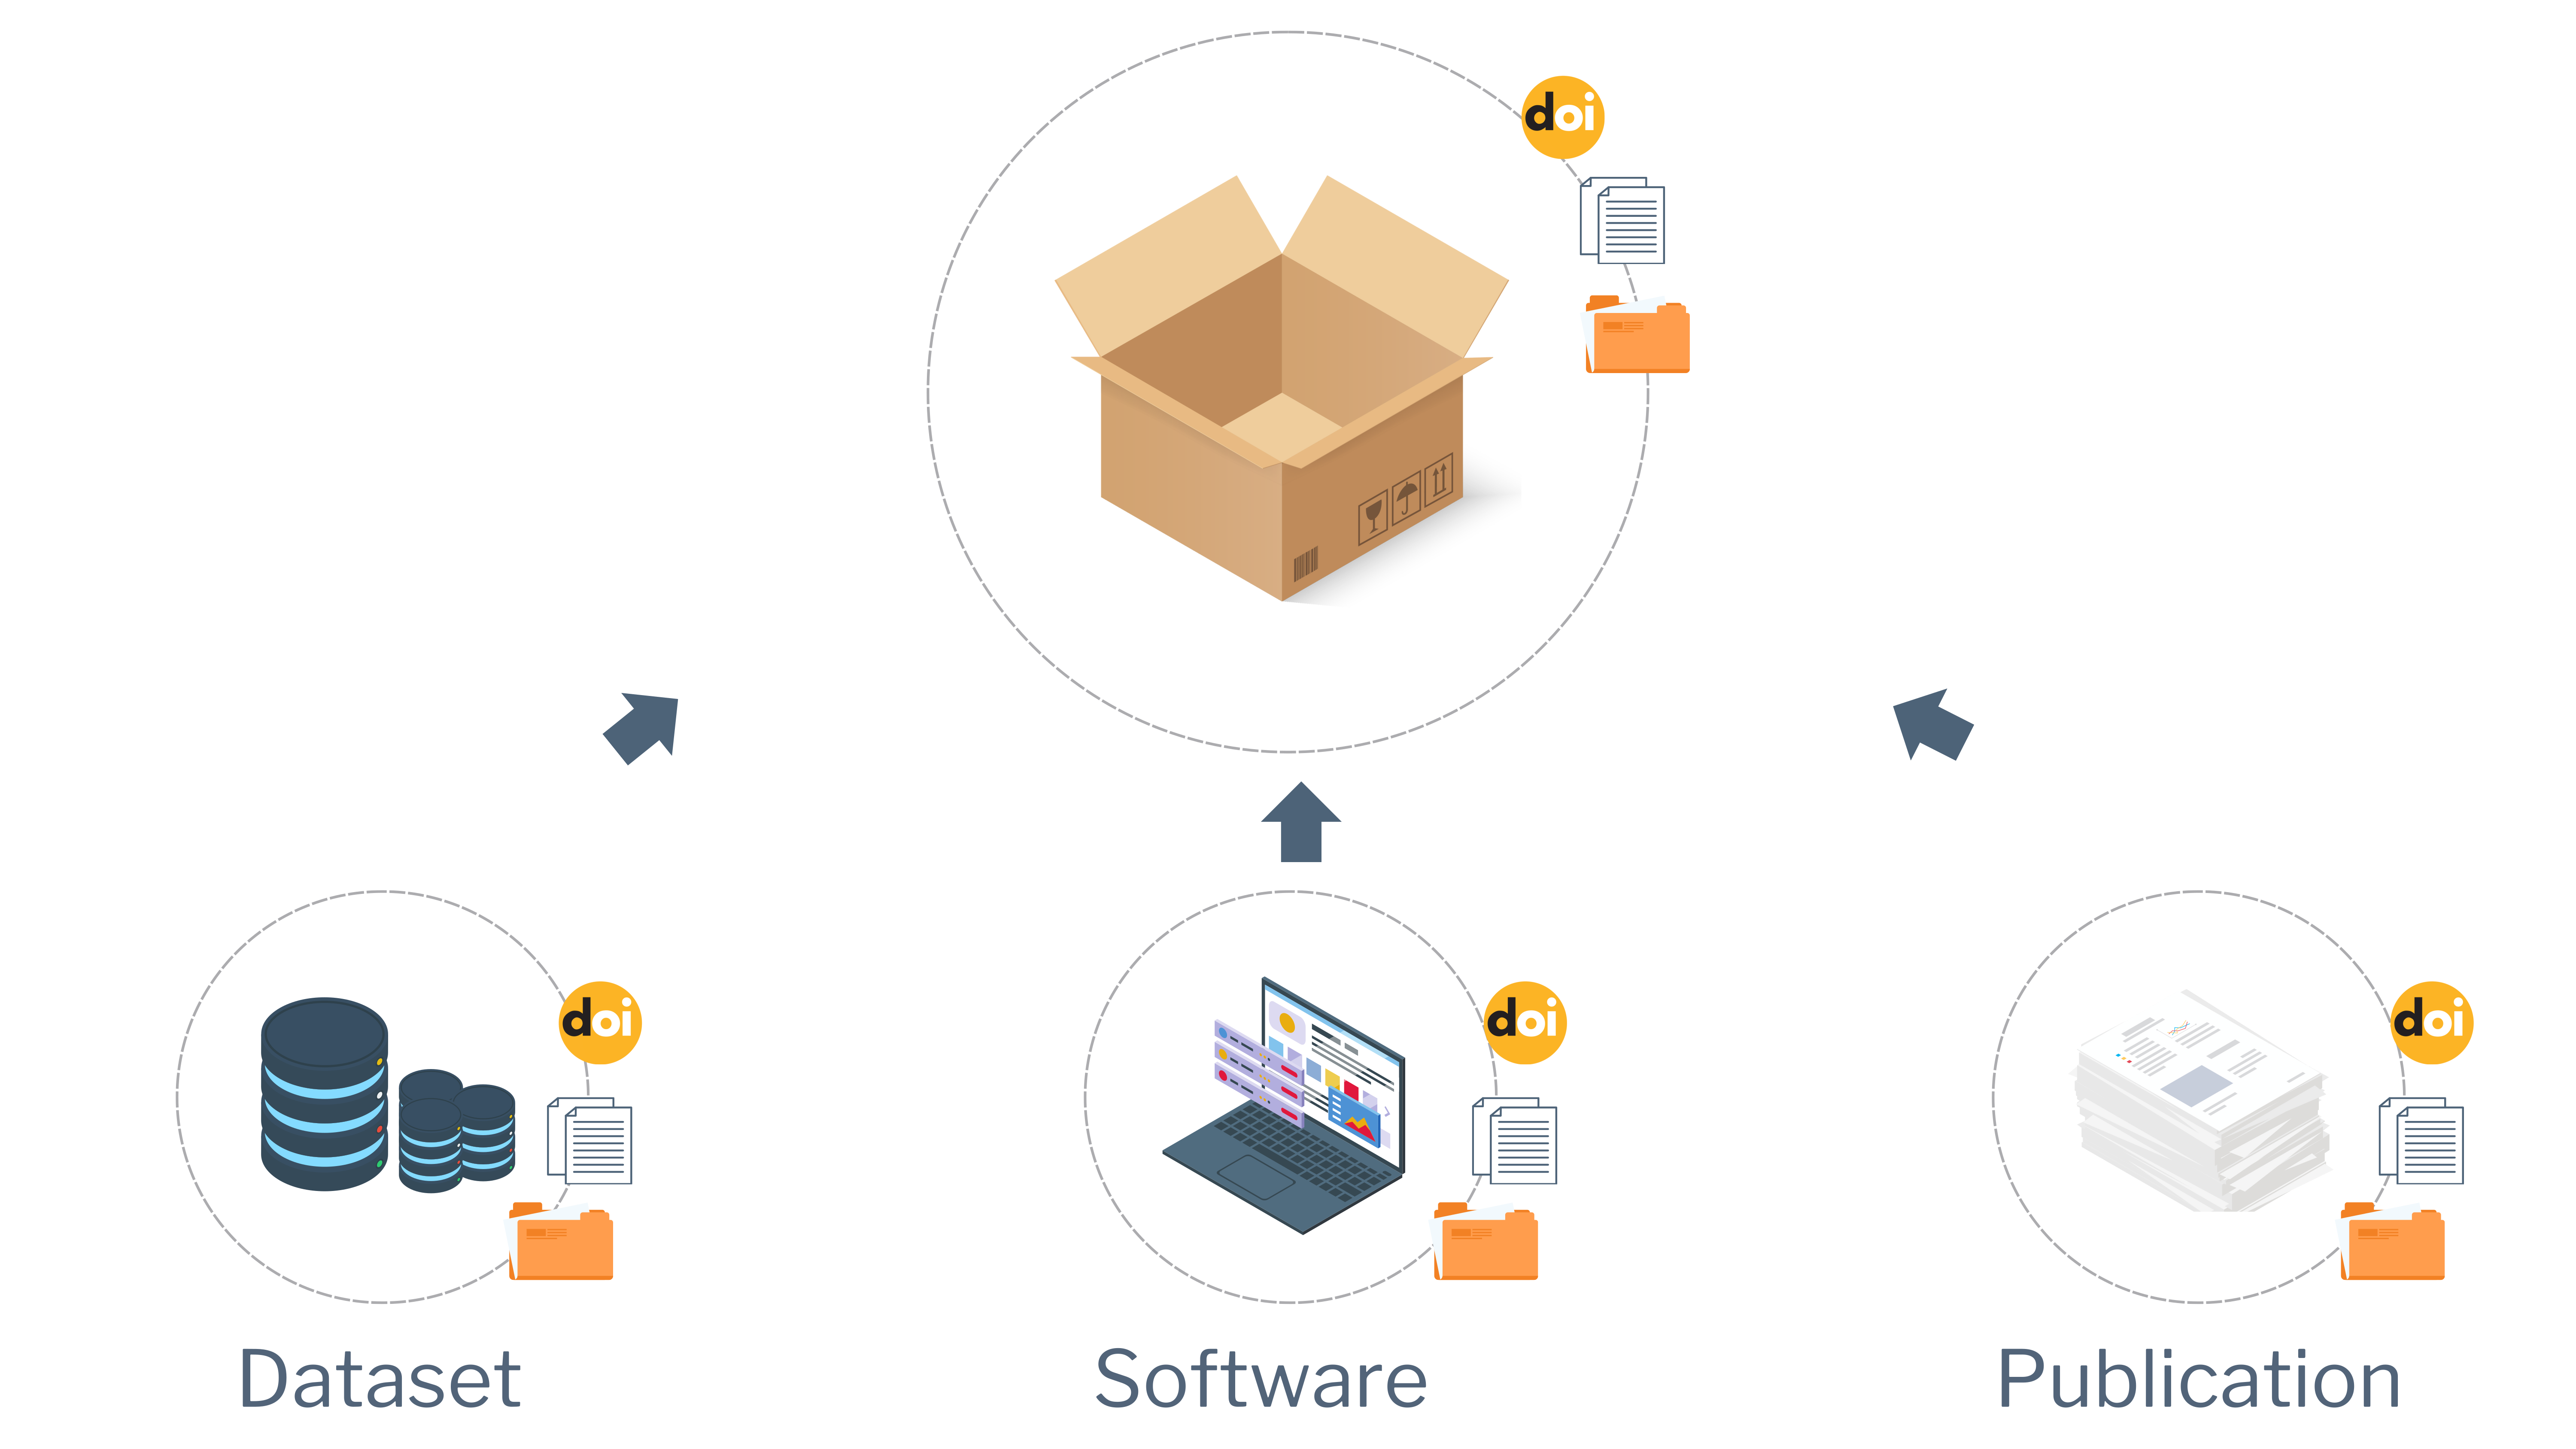 doi
doi
doi
doi
Dataset
Software
Publication